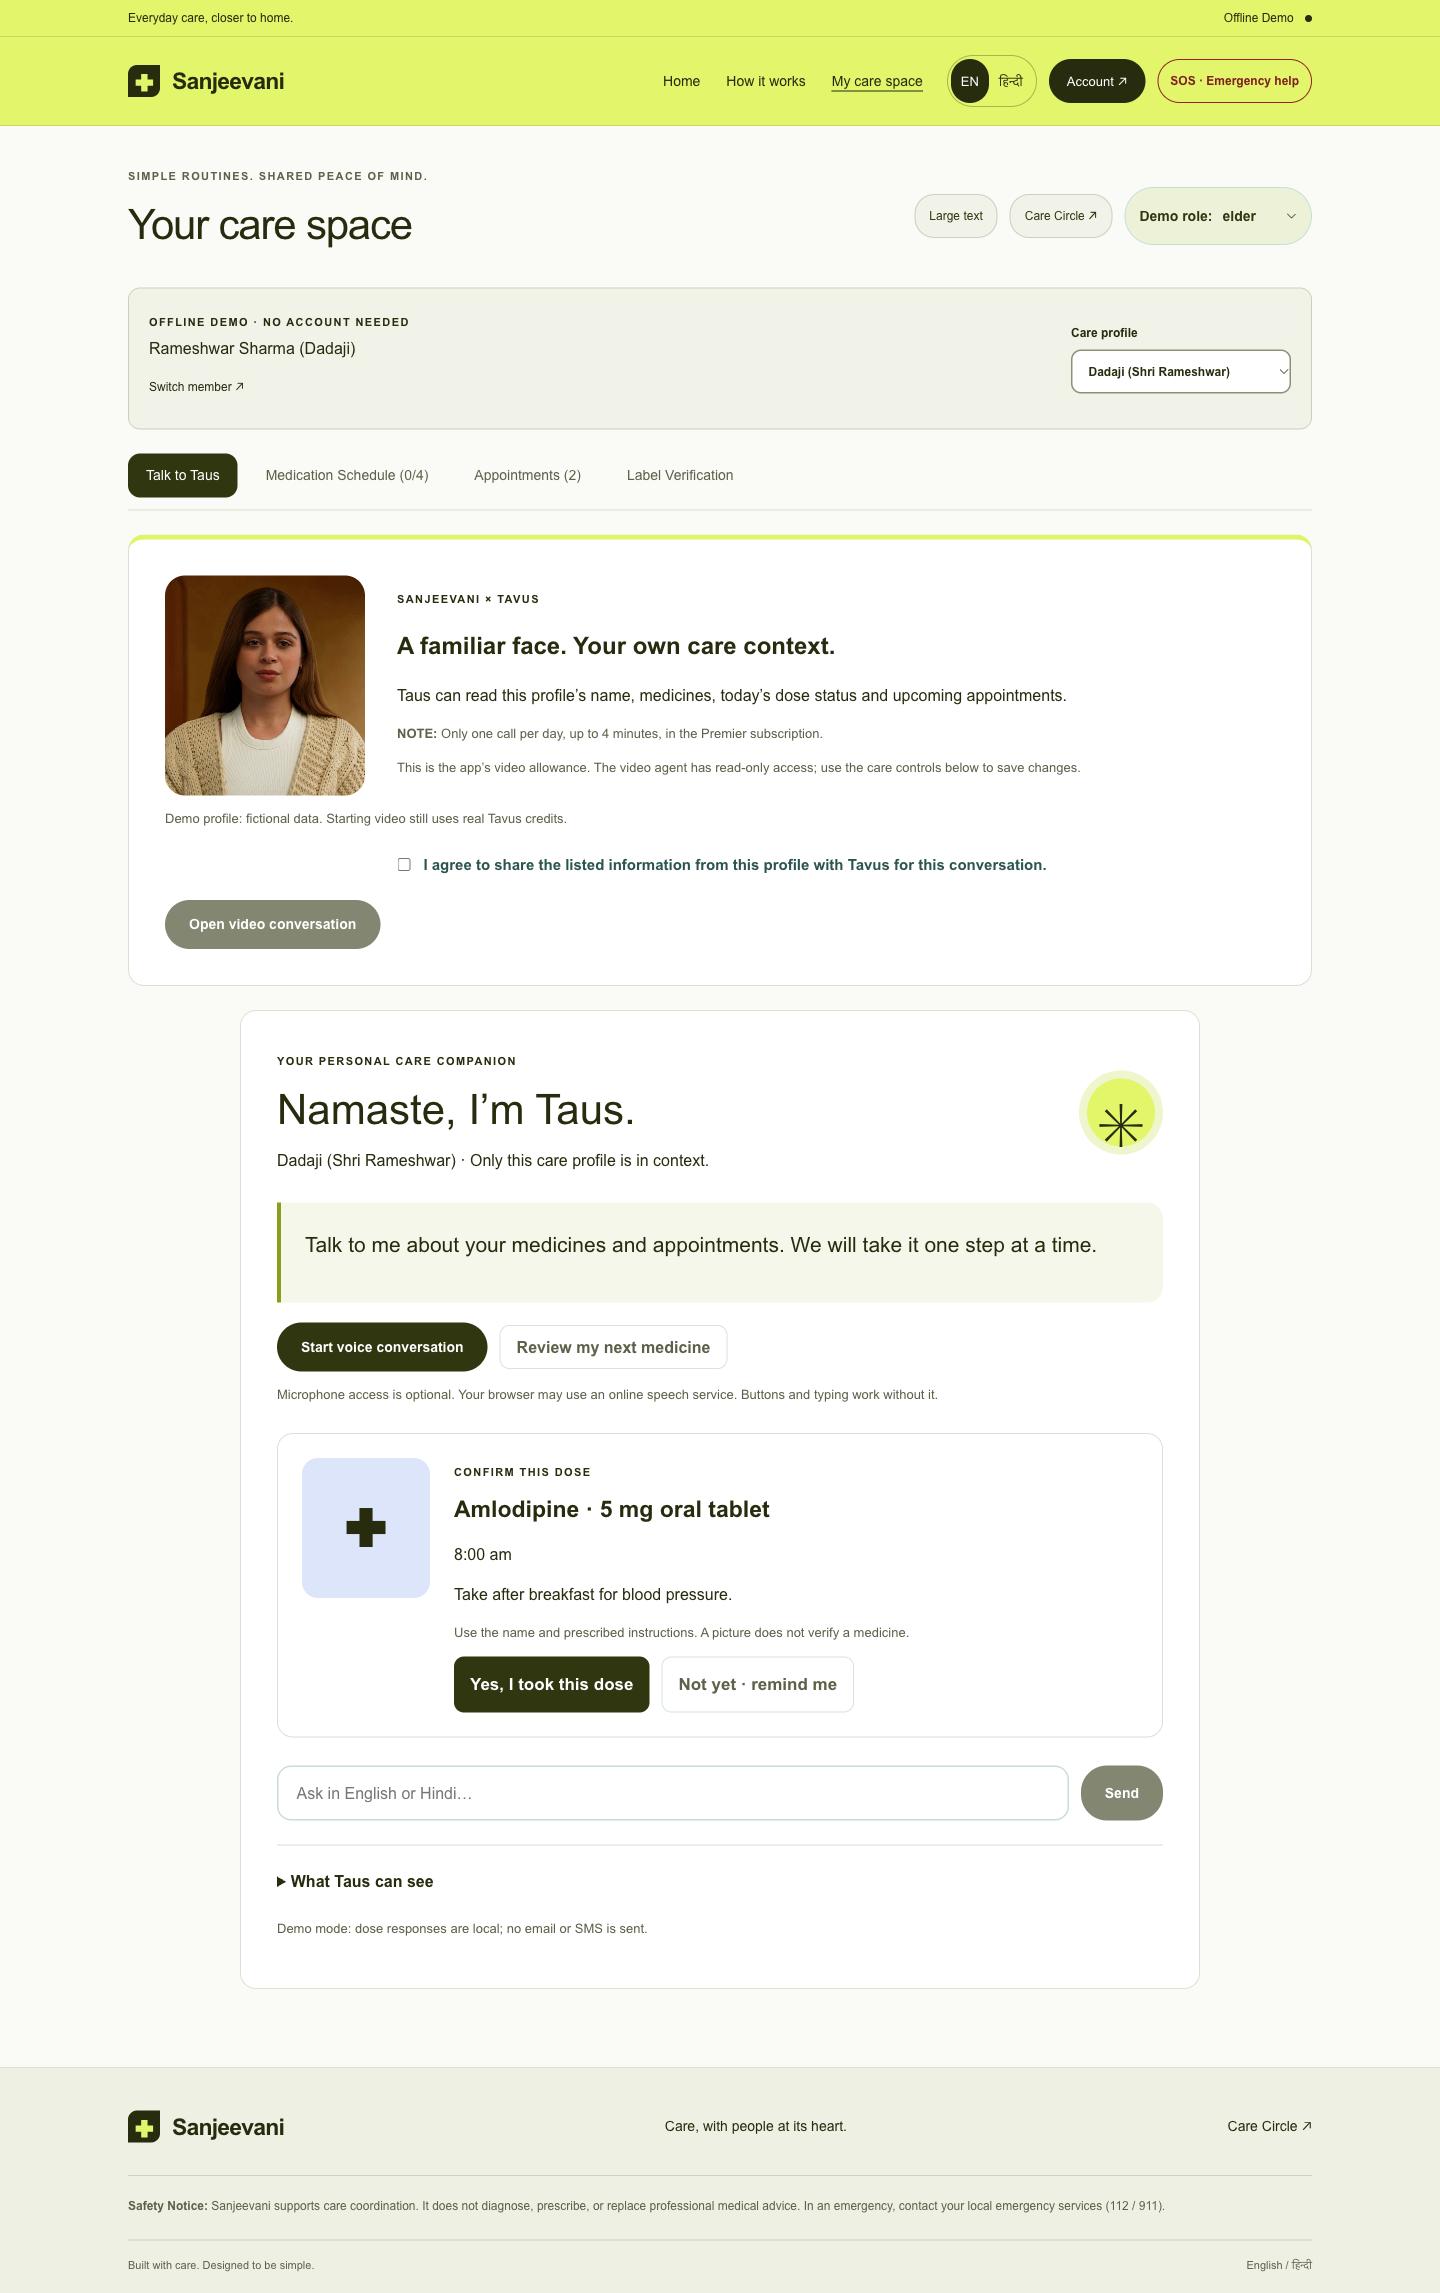 Everyday care, closer to home.
Offline Demo
Sanjeevani
Home
How it works
My care space
EN
हिन्दी
Account ↗
SOS · Emergency help
SIMPLE ROUTINES. SHARED PEACE OF MIND.
Your care space
Large text
Care Circle ↗
Demo role: elder
OFFLINE DEMO · NO ACCOUNT NEEDED
Rameshwar Sharma (Dadaji)
Switch member ↗
Care profile
Dadaji (Shri Rameshwar)
Talk to Taus
Medication Schedule (0/4)
Appointments (2)
Label Verification
SANJEEVANI × TAVUS
A familiar face. Your own care context.
Taus can read this profile’s name, medicines, today’s dose status and upcoming appointments.
NOTE: Only one call per day, up to 4 minutes, in the Premier subscription.
This is the app’s video allowance. The video agent has read-only access; use the care controls below to save changes.
Demo profile: fictional data. Starting video still uses real Tavus credits.
I agree to share the listed information from this profile with Tavus for this conversation.
Open video conversation
YOUR PERSONAL CARE COMPANION
Namaste, I’m Taus.
Dadaji (Shri Rameshwar) · Only this care profile is in context.
Talk to me about your medicines and appointments. We will take it one step at a time.
Start voice conversation
Review my next medicine
Microphone access is optional. Your browser may use an online speech service. Buttons and typing work without it.
CONFIRM THIS DOSE
Amlodipine · 5 mg oral tablet
8:00 am
Take after breakfast for blood pressure.
Use the name and prescribed instructions. A picture does not verify a medicine.
Yes, I took this dose
Not yet · remind me
Ask in English or Hindi…
Send
What Taus can see
Demo mode: dose responses are local; no email or SMS is sent.
Sanjeevani
Care, with people at its heart.
Care Circle ↗
Safety Notice: Sanjeevani supports care coordination. It does not diagnose, prescribe, or replace professional medical advice. In an emergency, contact your local emergency services (112 / 911).
Built with care. Designed to be simple.
English / हिन्दी